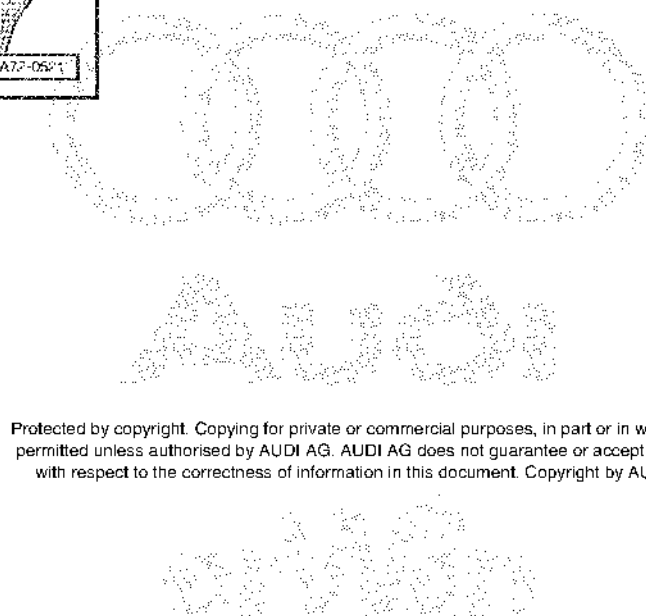 A72-0521
Audi
Protected by copyright. Copying for private or commercial purposes, in part or in w
permitted unless authorised by AUDI AG. AUDI AG does not guarantee or accept
with respect to the correctness of information in this document. Copyright by AU